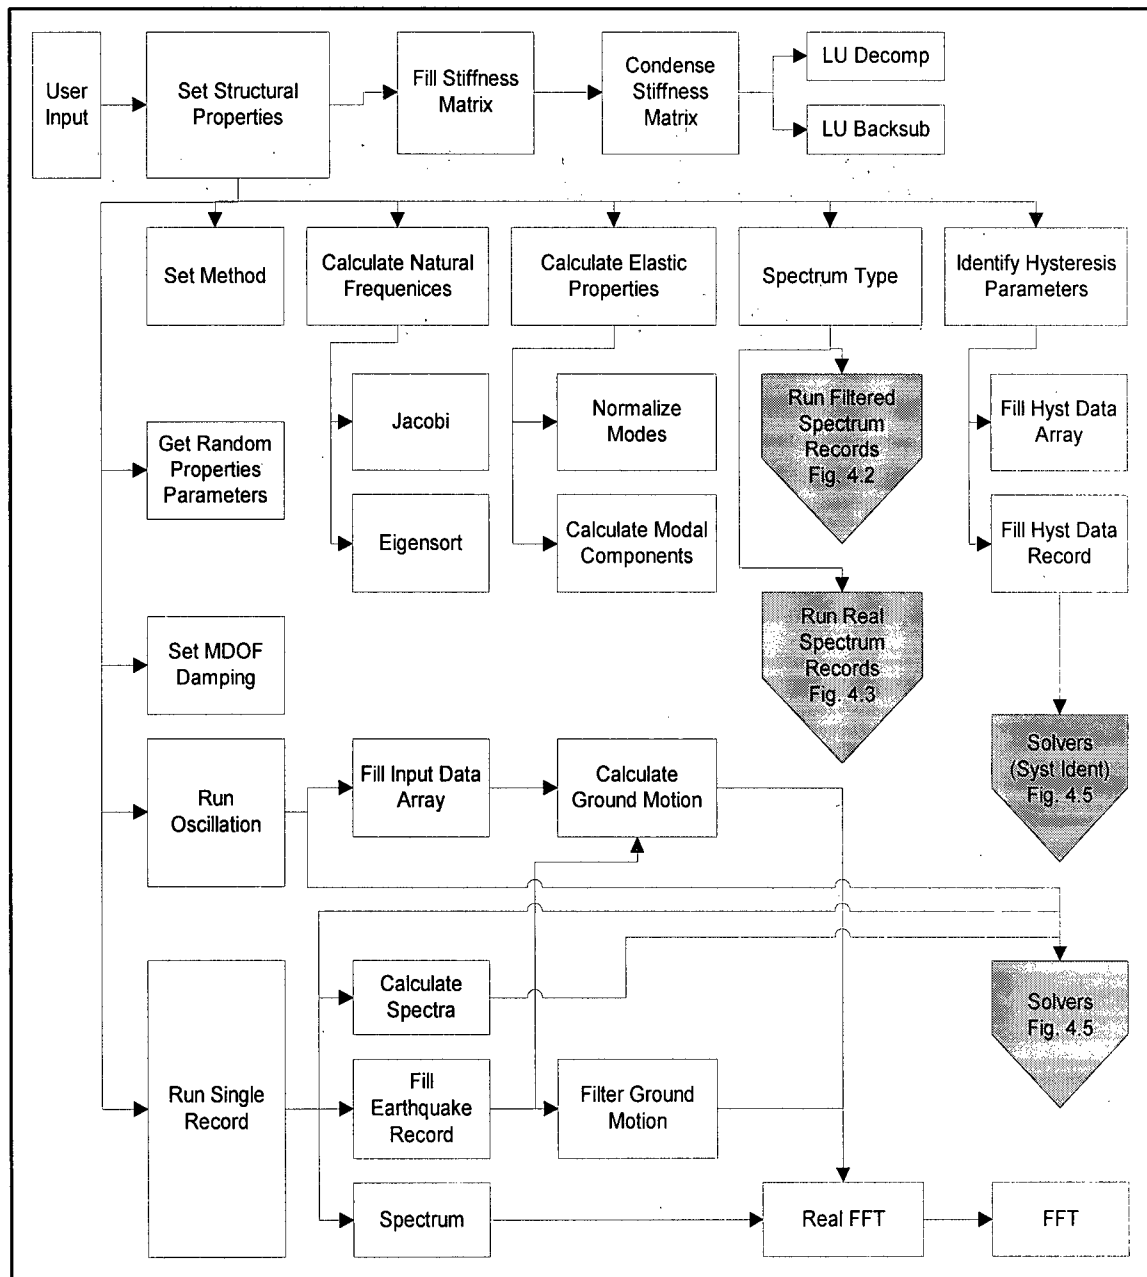 User
Input
Set Structural
Properties
Fill Stiffness
Matrix
Condense
Stiffness
Matrix
LU Decomp
LU Backsub
Set Method
Calculate Natural
Frequenices
Calculate Elastic
Properties
Spectrum Type
Identify Hysteresis
Parameters
Get Random
Properties
Parameters
Jacobi
Normalize
Modes
Run Filtered
Spectrum
Records
Fig. 4.2
Fill Hyst Data
Array
Eigensort
Calculate Modal
Components
Fill Hyst Data
Record
Set MDOF
Damping
Run Real
Spectrum
Records
Fig. 4.3
Solvers
(Syst Ident)
Fig. 4.5
Run
Oscillation
Fill Input Data
Array
Calculate
Ground Motion
Calculate
Spectra
Solvers
Fig. 4.5
Run Single
Record
Fill
Earthquake
Record
Filter Ground
Motion
Spectrum
Real FFT
FFT